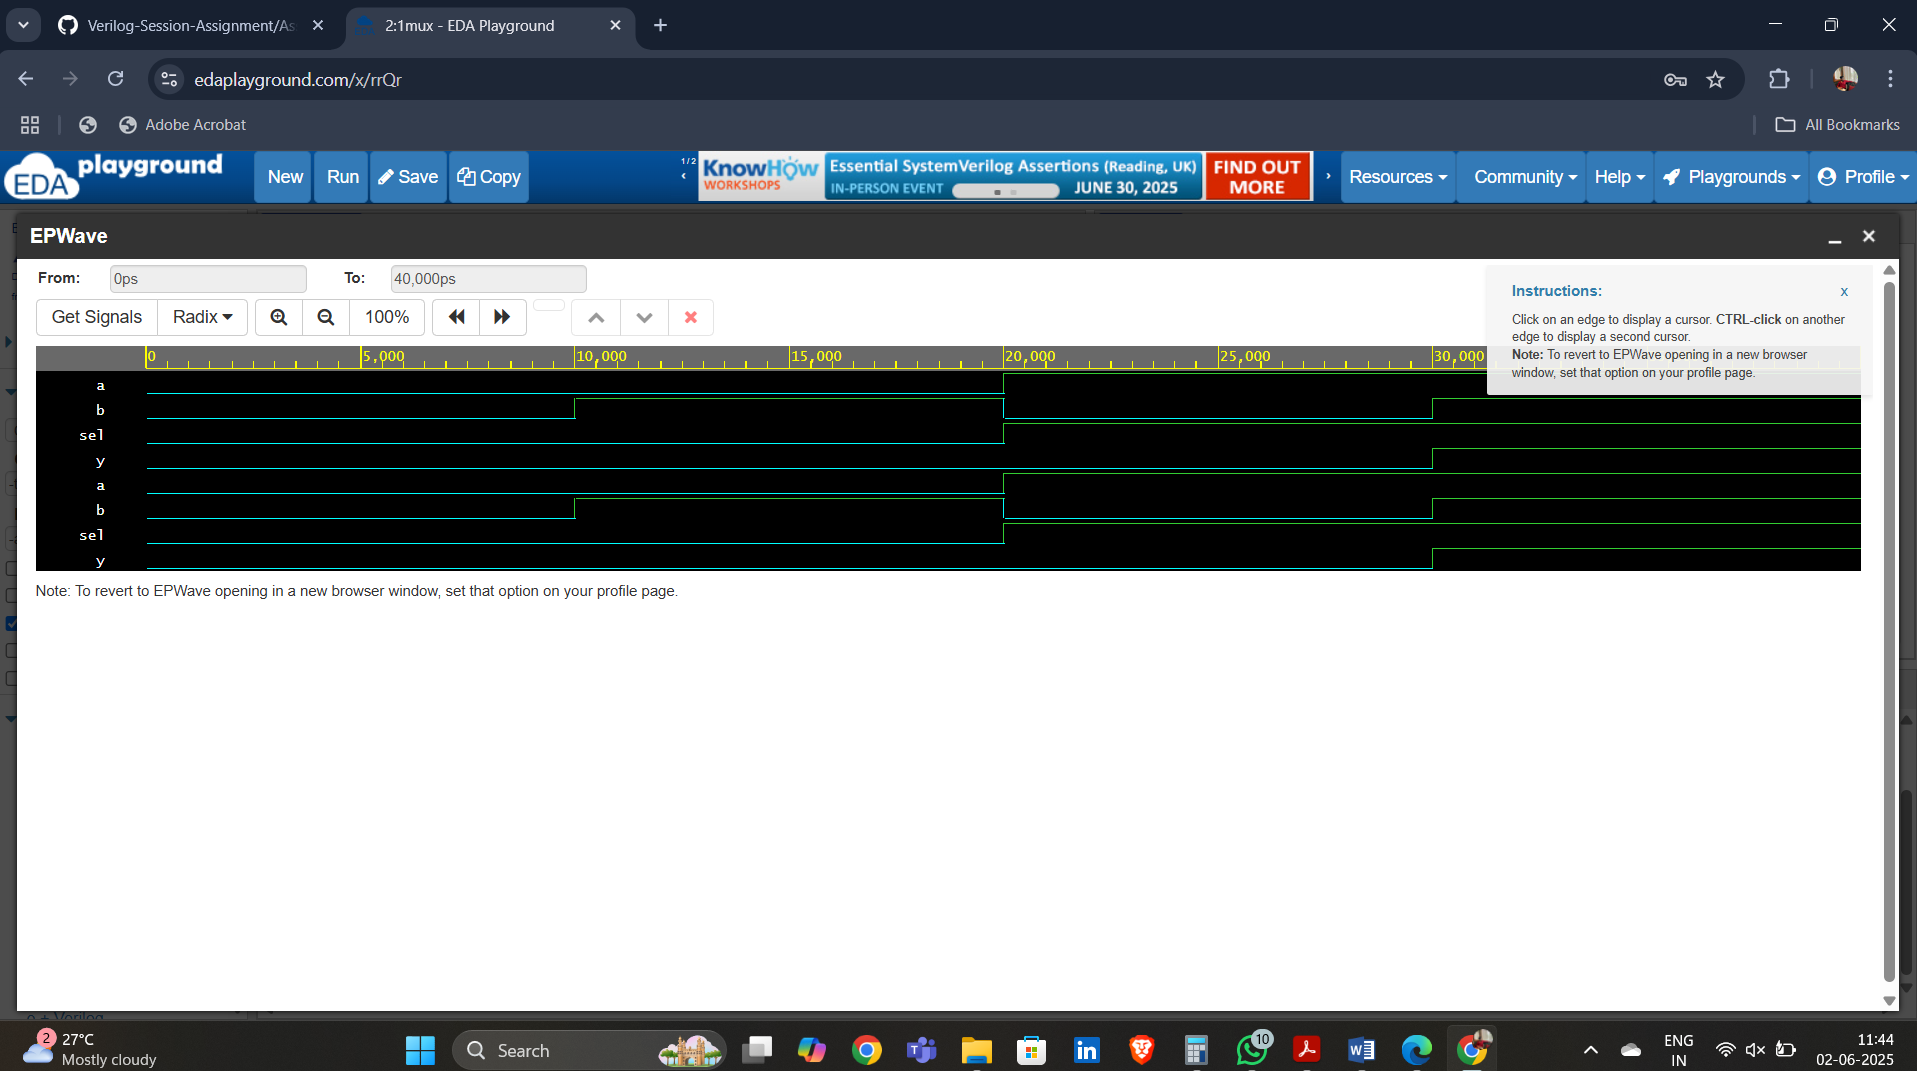 Verilog-Session-Assignment/As
2:1mux - EDA Playground
edaplayground.com/x/rrQr
Adobe Acrobat
All Bookmarks
EDA playground
New
Run
Save
Copy
1/2
KnowHow
WORKSHOPS
Essential SystemVerilog Assertions (Reading, UK)
IN-PERSON EVENT
JUNE 30, 2025
FIND OUT
MORE
Resources
Community
Help
Playgrounds
Profile
EPWave
From: 0ps To: 40,000ps
Get Signals Radix 100%
Instructions: x
Click on an edge to display a cursor. CTRL-click on another
edge to display a second cursor.
Note: To revert to EPWave opening in a new browser
window, set that option on your profile page.
0 5,000 10,000 15,000 20,000 25,000 30,000
a
b
sel
y
a
b
sel
y
Note: To revert to EPWave opening in a new browser window, set that option on your profile page.
2
27°C
Mostly cloudy
Search
10
ENG
IN
11:44
02-06-2025